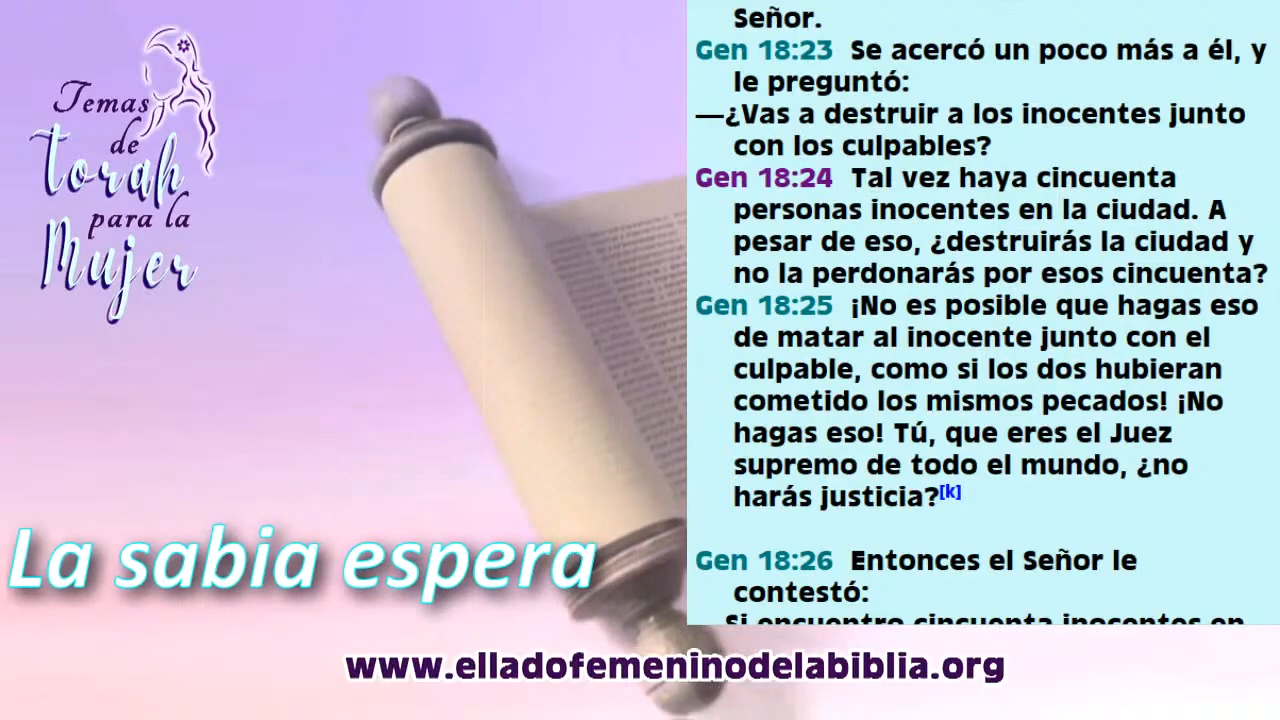 Temas
de
torah
para la
Mujer
Señor.
Gen 18:23 Se acercó un poco más a él, y
le preguntó:
—¿Vas a destruir a los inocentes junto
con los culpables?
Gen 18:24 Tal vez haya cincuenta
personas inocentes en la ciudad. A
pesar de eso, ¿destruirás la ciudad y
no la perdonarás por esos cincuenta?
Gen 18:25 ¡No es posible que hagas eso
de matar al inocente junto con el
culpable, como si los dos hubieran
cometido los mismos pecados! ¡No
hagas eso! Tú, que eres el Juez
supremo de todo el mundo, ¿no
harás justicia?[k]
Gen 18:26 Entonces el Señor le
contestó:
Si encuentro cincuenta inocentes en
La sabia espera
www.elladofemeninodelabiblia.org